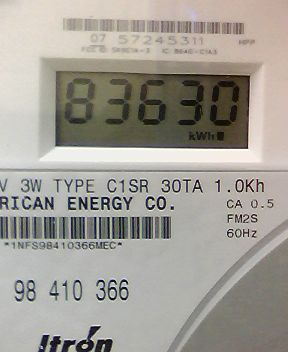 07 57245311 HPP
83630
kWh
V 3W TYPE C1SR 30TA 1.0Kh
RICAN ENERGY CO. CA 0.5
FM2S
*1NFS98410366MEC* 60Hz
98 410 366
Itron